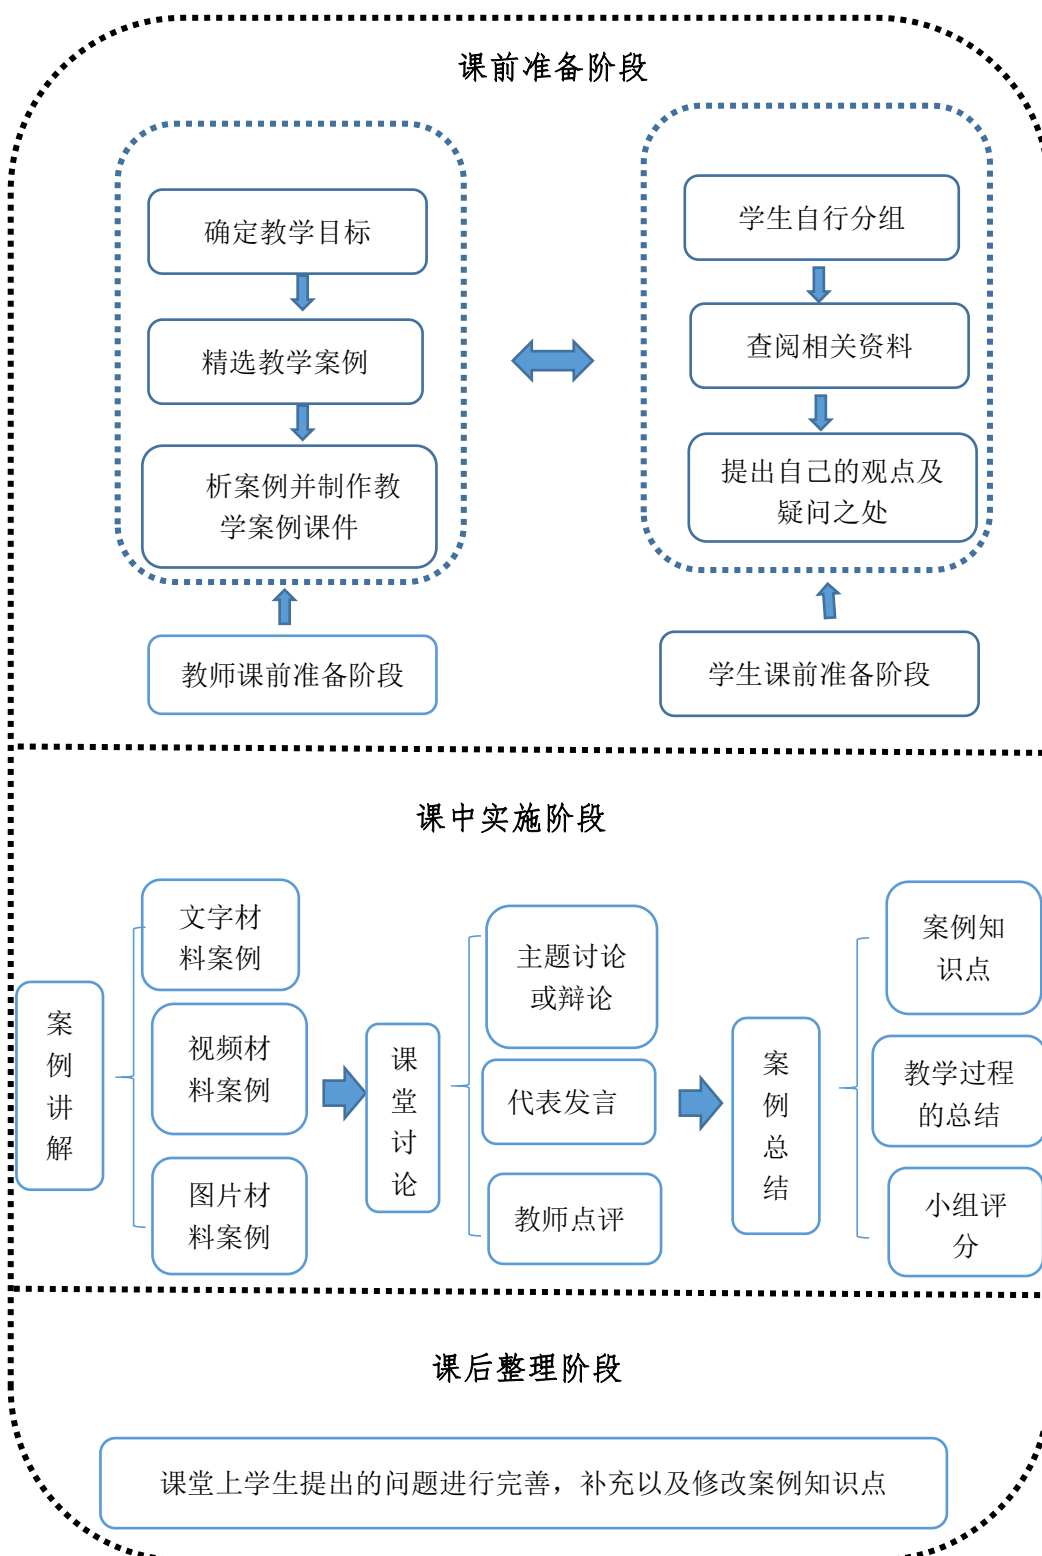 课前准备阶段
确定教学目标
精选教学案例
析案例并制作教
学案例课件
教师课前准备阶段
学生自行分组
查阅相关资料
提出自己的观点及
疑问之处
学生课前准备阶段
课中实施阶段
案
例
讲
解
文字材
料案例
视频材
料案例
图片材
料案例
课
堂
讨
论
主题讨论
或辩论
代表发言
教师点评
案
例
总
结
案例知
识点
教学过程
的总结
小组评
分
课后整理阶段
课堂上学生提出的问题进行完善，补充以及修改案例知识点